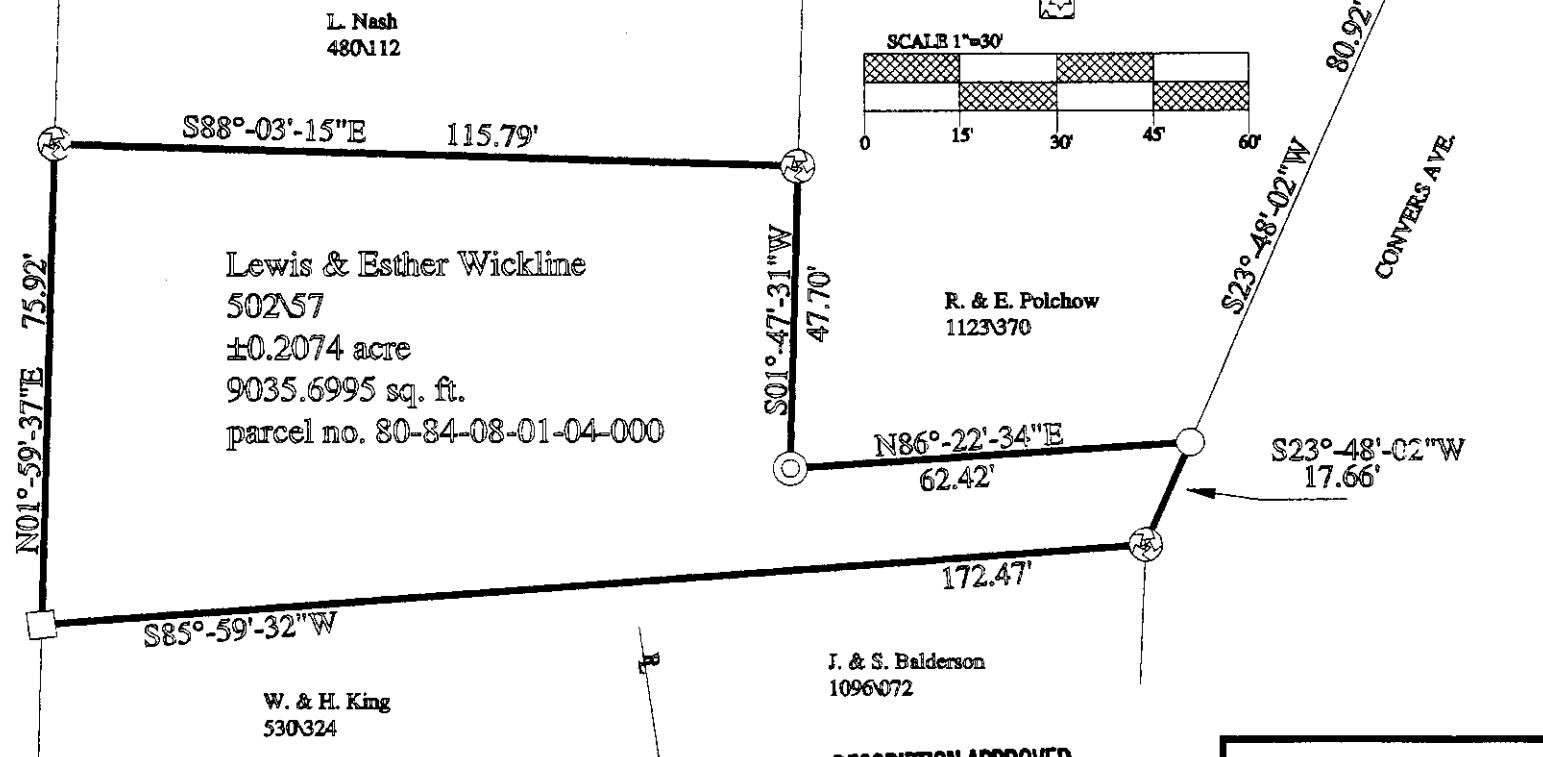 L. Nash
480\112
SCALE 1"=30'
0 15' 30' 45' 60'
80.92'
S88°-03'-15"E 115.79'
S23°-48'-02"W
CONVERS AVE.
Lewis & Esther Wickline
502\57
±0.2074 acre
9035.6995 sq. ft.
parcel no. 80-84-08-01-04-000
N01°-59'-37"E 75.92'
S01°-47'-31"W
47.70'
R. & E. Polchow
1123\370
N86°-22'-34"E
62.42'
S23°-48'-02"W
17.66'
172.47'
S85°-59'-32"W
J. & S. Balderson
1096\072
W. & H. King
530\324
DESCRIPTION APPROVED